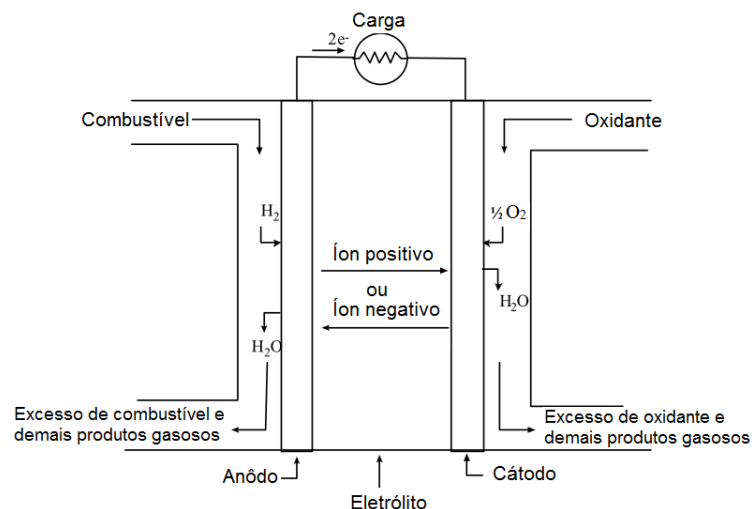 Carga
2e-
Combustível
Oxidante
H₂
½ O₂
Íon positivo
ou
Íon negativo
H₂O
H₂O
Excesso de combustível e
demais produtos gasosos
Excesso de oxidante e
demais produtos gasosos
Anôdo
Cátodo
Eletrólito